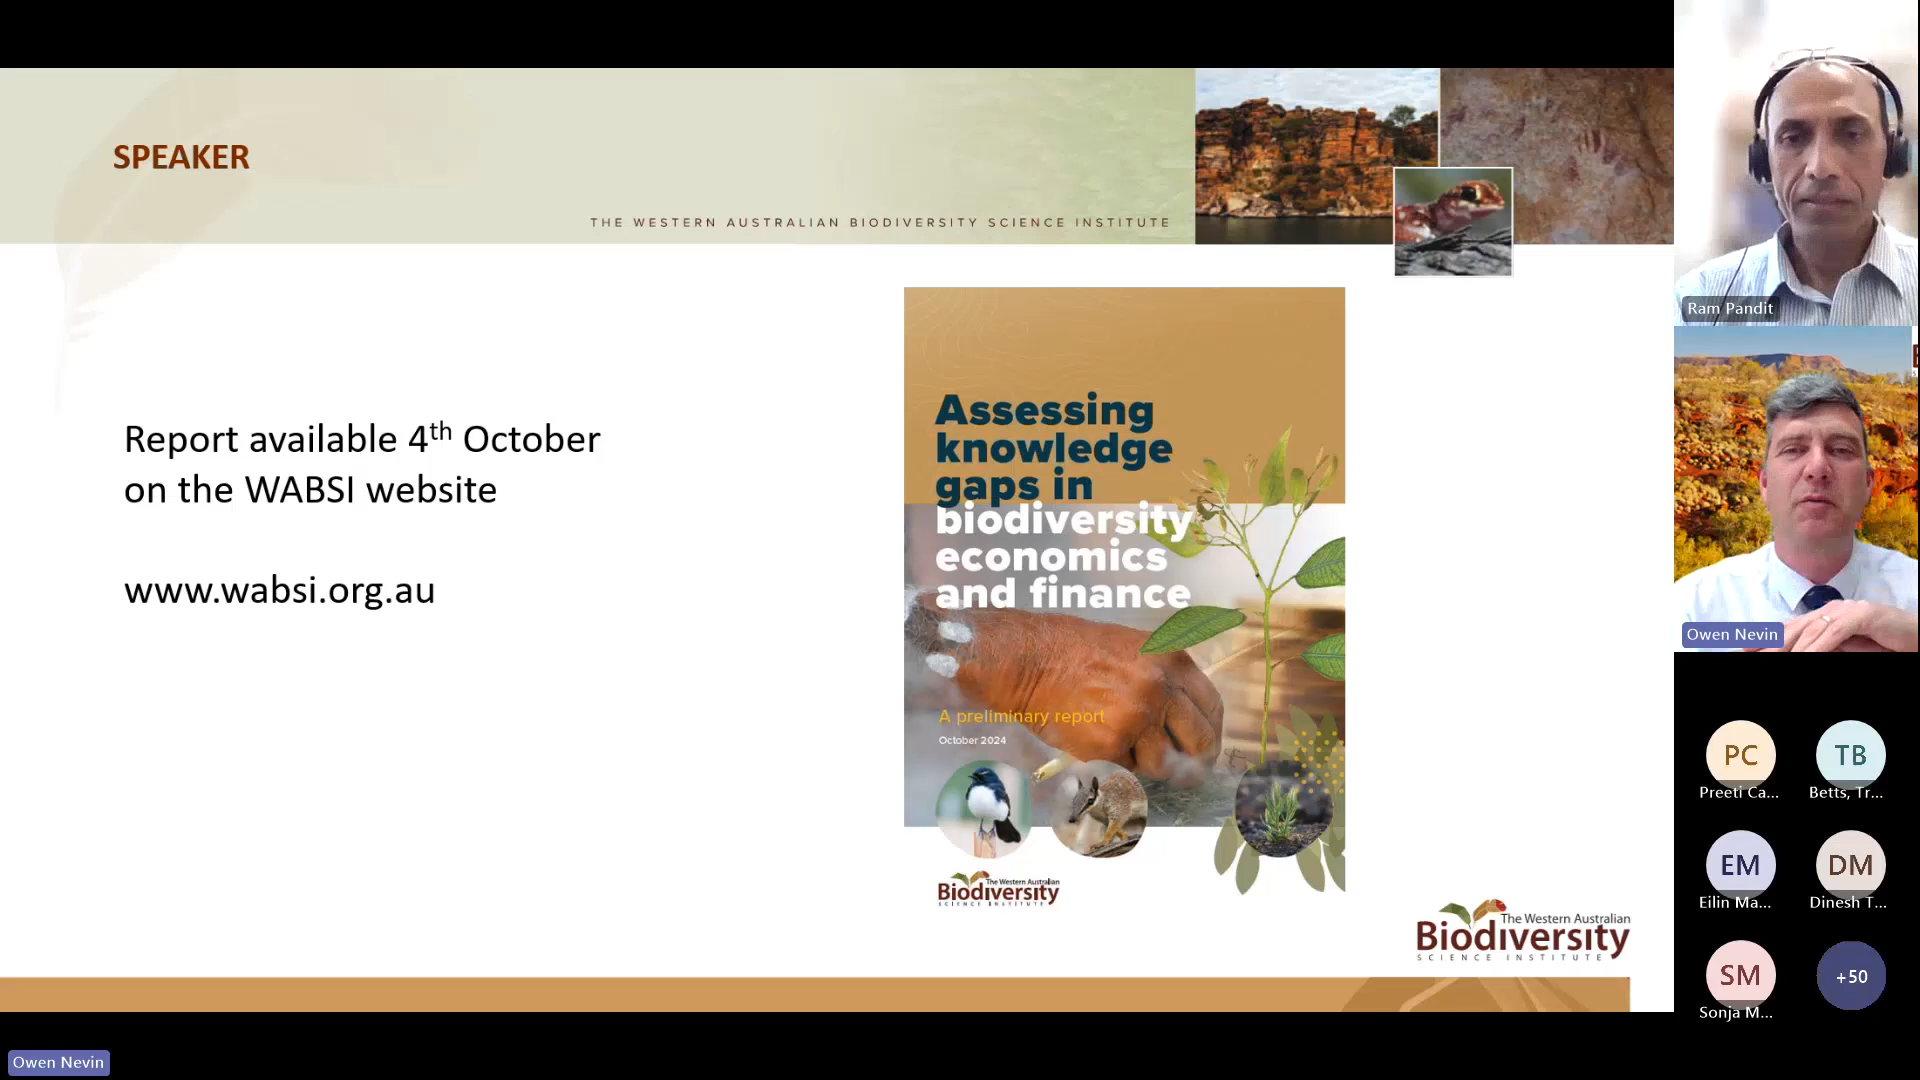 SPEAKER
THE WESTERN AUSTRALIAN BIODIVERSITY SCIENCE INSTITUTE
Report available 4th October
on the WABSI website
www.wabsi.org.au
Assessing
knowledge
gaps in
biodiversity
economics
and finance
A preliminary report
October 2024
The Western Australian
Biodiversity
SCIENCE INSTITUTE
The Western Australian
Biodiversity
SCIENCE INSTITUTE
Ram Pandit
Owen Nevin
PC
TB
Preeti Ca...
Betts, Tr...
EM
DM
Eilin Ma...
Dinesh T...
SM
+50
Sonja M...
Owen Nevin